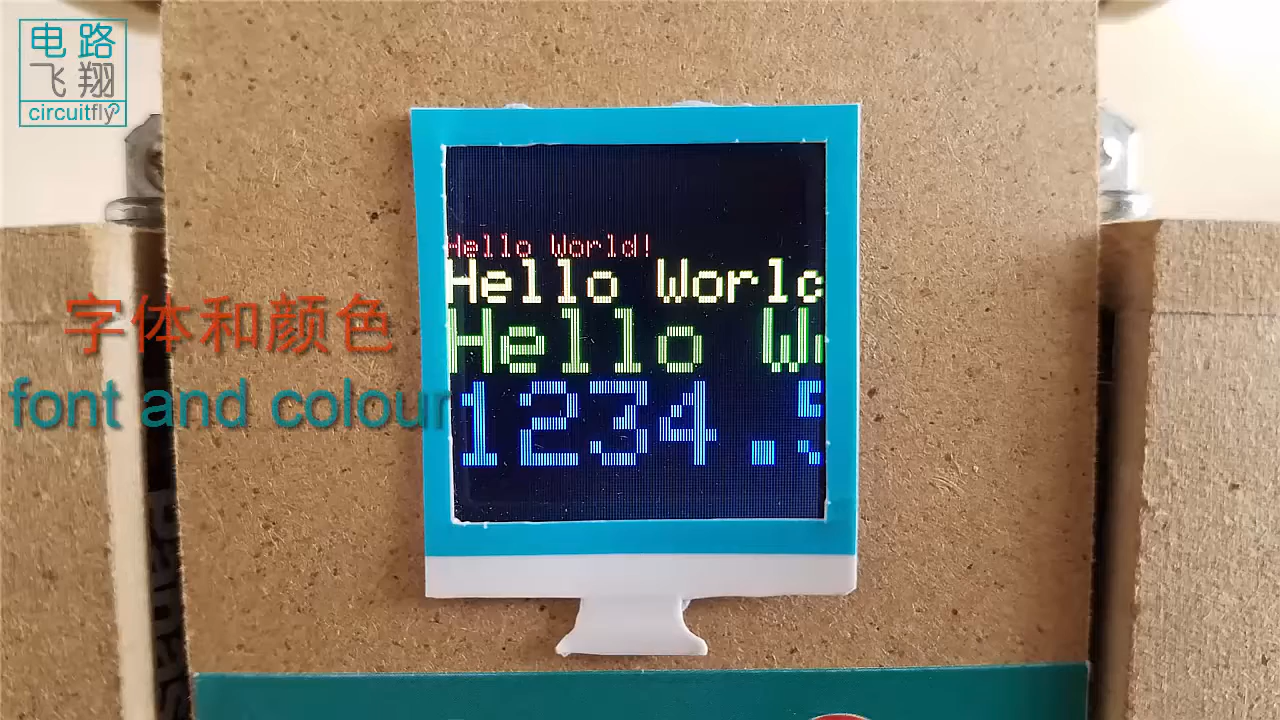 电路
飞翔
circuitfly
Hello World!
Hello Worlc
Hello W
字体和颜色
font and colour
1234.5